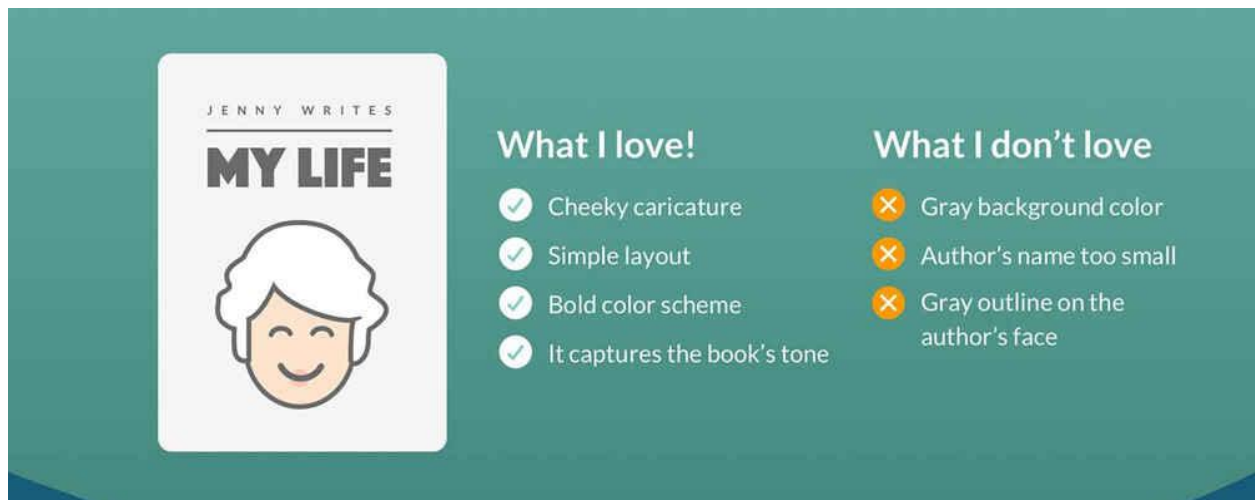 JENNY WRITES
MY LIFE
What I love!
Cheeky caricature
Simple layout
Bold color scheme
It captures the book's tone
What I don't love
Gray background color
Author's name too small
Gray outline on the
author's face